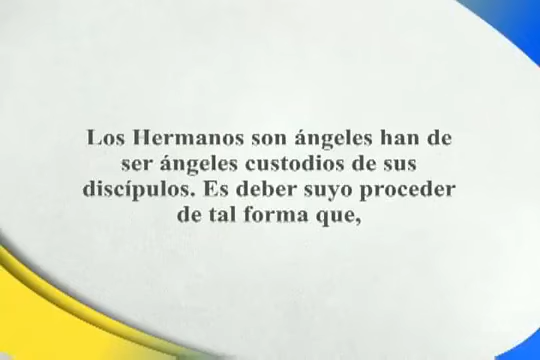 Los Hermanos son ángeles han de
ser ángeles custodios de sus
discípulos. Es deber suyo proceder
de tal forma que,